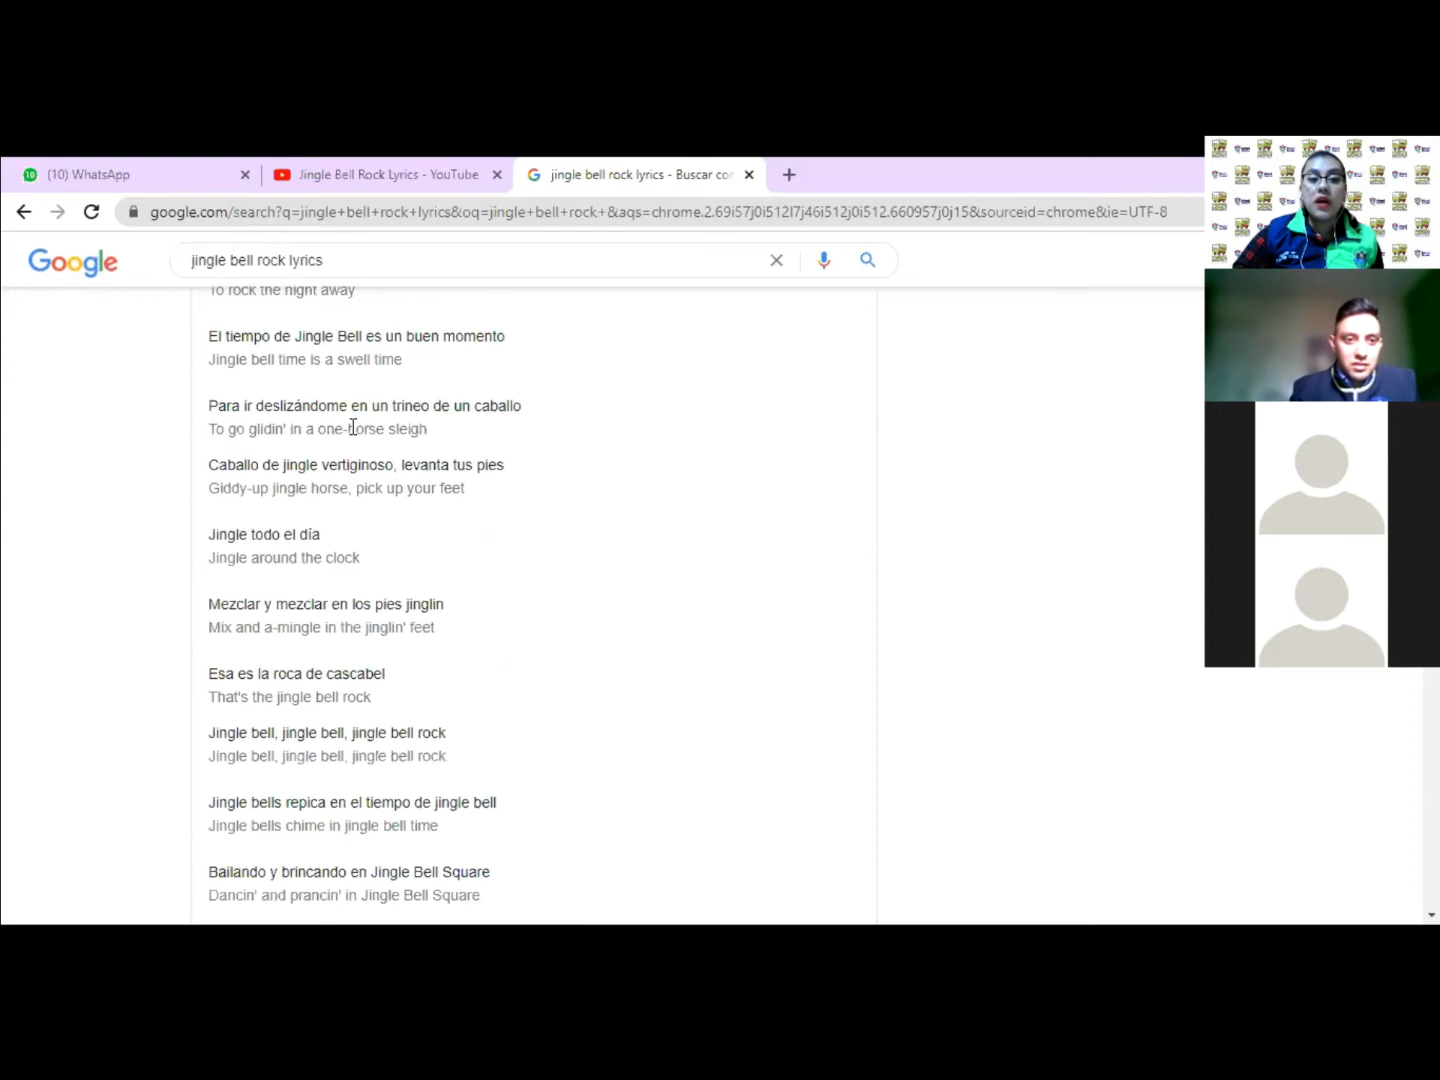 (10) WhatsApp
Jingle Bell Rock Lyrics - YouTube
jingle bell rock lyrics - Buscar con
google.com/search?q=jingle+bell+rock+lyrics&oq=jingle+bell+rock+&aqs=chrome.2.69i57j0i512l7j46i512j0i512.660957j0j15&sourceid=chrome&ie=UTF-8
Google
jingle bell rock lyrics
To rock the night away
El tiempo de Jingle Bell es un buen momento
Jingle bell time is a swell time
Para ir deslizándome en un trineo de un caballo
To go glidin' in a one-horse sleigh
Caballo de jingle vertiginoso, levanta tus pies
Giddy-up jingle horse, pick up your feet
Jingle todo el día
Jingle around the clock
Mezclar y mezclar en los pies jinglin
Mix and a-mingle in the jinglin' feet
Esa es la roca de cascabel
That's the jingle bell rock
Jingle bell, jingle bell, jingle bell rock
Jingle bell, jingle bell, jingle bell rock
Jingle bells repica en el tiempo de jingle bell
Jingle bells chime in jingle bell time
Bailando y brincando en Jingle Bell Square
Dancin' and prancin' in Jingle Bell Square